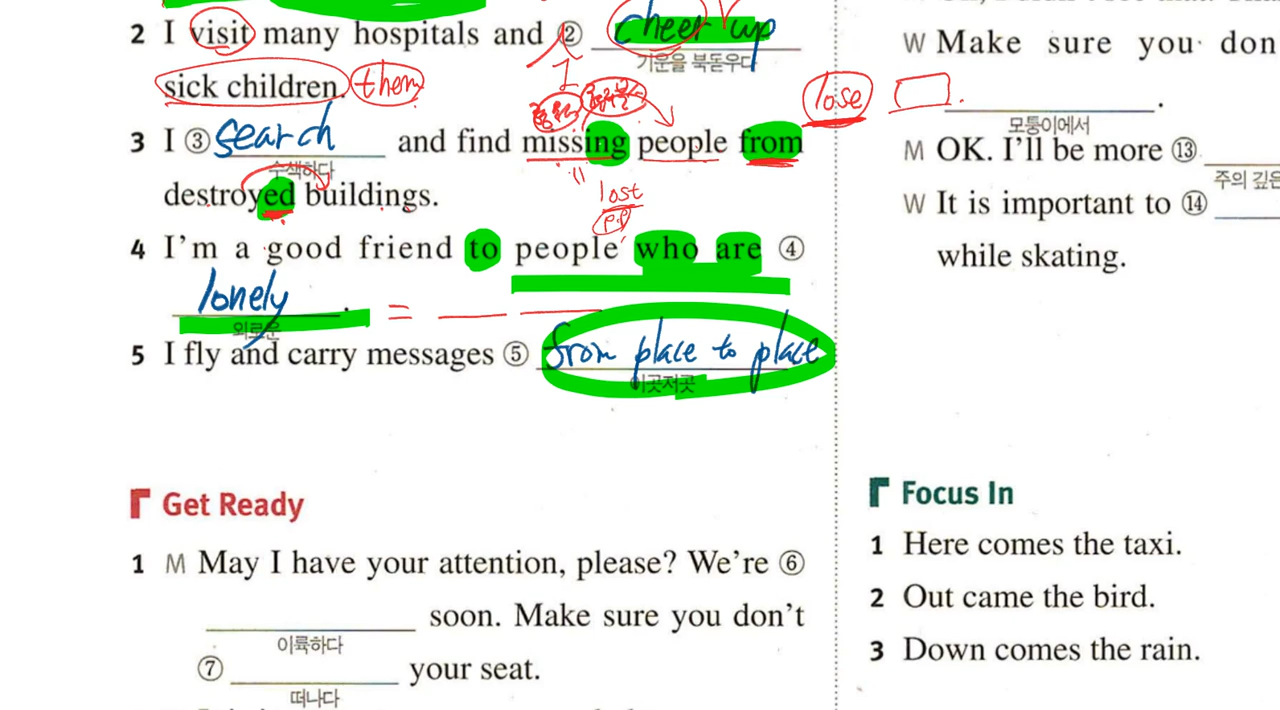 2 I visit many hospitals and ② cheer up
기운을 북돋우다
sick children. them
lose
3 I ③ search and find missing people from
수색하다
destroyed buildings.
lost
p.p
4 I'm a good friend to people who are ④
lonely. =
외로운
5 I fly and carry messages ⑤ from place to place
이곳저곳
Get Ready
1 M May I have your attention, please? We're ⑥
soon. Make sure you don't
이륙하다
⑦ your seat.
떠나다
W Make sure you don
.
모퉁이에서
M OK. I'll be more ⑬
주의 깊은
W It is important to ⑭
while skating.
Focus In
1 Here comes the taxi.
2 Out came the bird.
3 Down comes the rain.